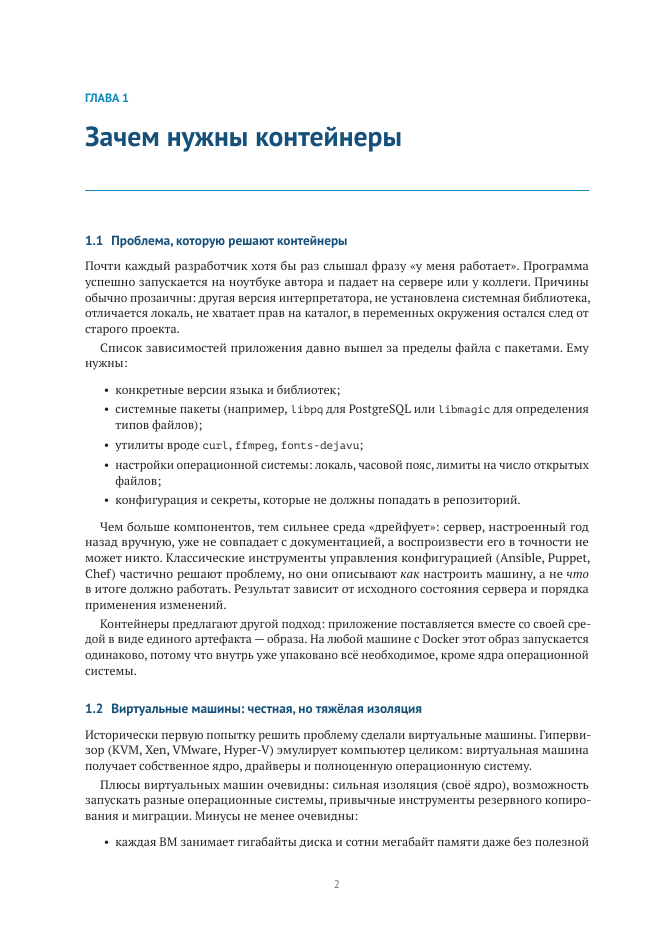 ГЛАВА 1
Зачем нужны контейнеры
1.1 Проблема, которую решают контейнеры
Почти каждый разработчик хотя бы раз слышал фразу «у меня работает». Программа
успешно запускается на ноутбуке автора и падает на сервере или у коллеги. Причины
обычно прозаичны: другая версия интерпретатора, не установлена системная библиотека,
отличается локаль, не хватает прав на каталог, в переменных окружения остался след от
старого проекта.
Список зависимостей приложения давно вышел за пределы файла с пакетами. Ему
нужны:
• конкретные версии языка и библиотек;
• системные пакеты (например, libpq для PostgreSQL или libmagic для определения
типов файлов);
• утилиты вроде curl, ffmpeg, fonts-dejavu;
• настройки операционной системы: локаль, часовой пояс, лимиты на число открытых
файлов;
• конфигурация и секреты, которые не должны попадать в репозиторий.
Чем больше компонентов, тем сильнее среда «дрейфует»: сервер, настроенный год
назад вручную, уже не совпадает с документацией, а воспроизвести его в точности не
может никто. Классические инструменты управления конфигурацией (Ansible, Puppet,
Chef) частично решают проблему, но они описывают как настроить машину, а не что
в итоге должно работать. Результат зависит от исходного состояния сервера и порядка
применения изменений.
Контейнеры предлагают другой подход: приложение поставляется вместе со своей сре-
дой в виде единого артефакта — образа. На любой машине с Docker этот образ запускается
одинаково, потому что внутрь уже упаковано всё необходимое, кроме ядра операционной
системы.
1.2 Виртуальные машины: честная, но тяжёлая изоляция
Исторически первую попытку решить проблему сделали виртуальные машины. Гиперви-
зор (KVM, Xen, VMware, Hyper-V) эмулирует компьютер целиком: виртуальная машина
получает собственное ядро, драйверы и полноценную операционную систему.
Плюсы виртуальных машин очевидны: сильная изоляция (своё ядро), возможность
запускать разные операционные системы, привычные инструменты резервного копиро-
вания и миграции. Минусы не менее очевидны:
• каждая ВМ занимает гигабайты диска и сотни мегабайт памяти даже без полезной
2